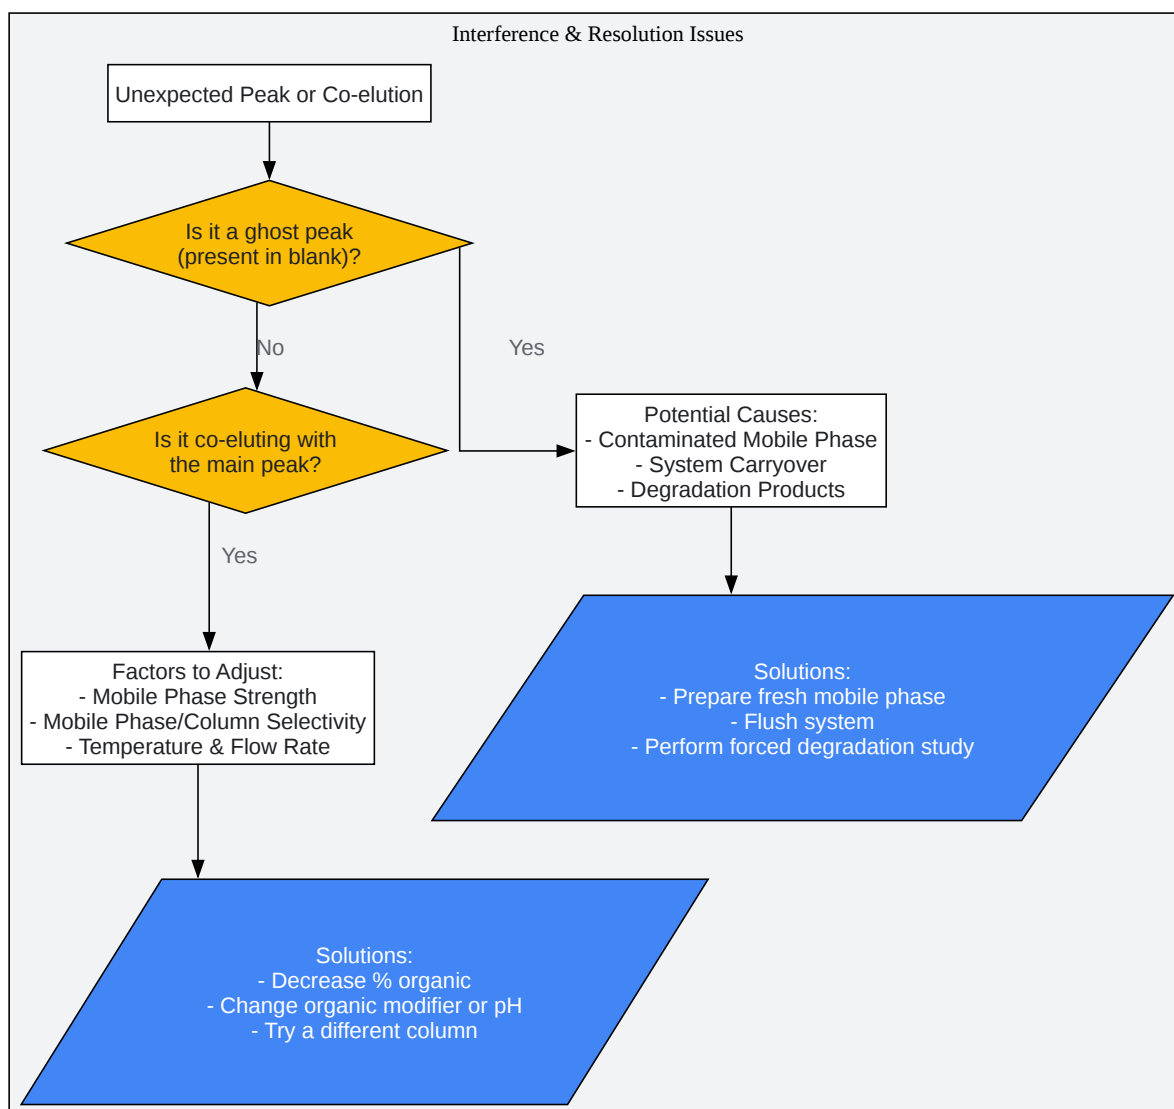 Interference & Resolution Issues
Unexpected Peak or Co-elution
Is it a ghost peak
(present in blank)?
No
Yes
Is it co-eluting with
the main peak?
Potential Causes:
- Contaminated Mobile Phase
- System Carryover
- Degradation Products
Yes
Factors to Adjust:
- Mobile Phase Strength
- Mobile Phase/Column Selectivity
- Temperature & Flow Rate
Solutions:
- Prepare fresh mobile phase
- Flush system
- Perform forced degradation study
Solutions:
- Decrease % organic
- Change organic modifier or pH
- Try a different column